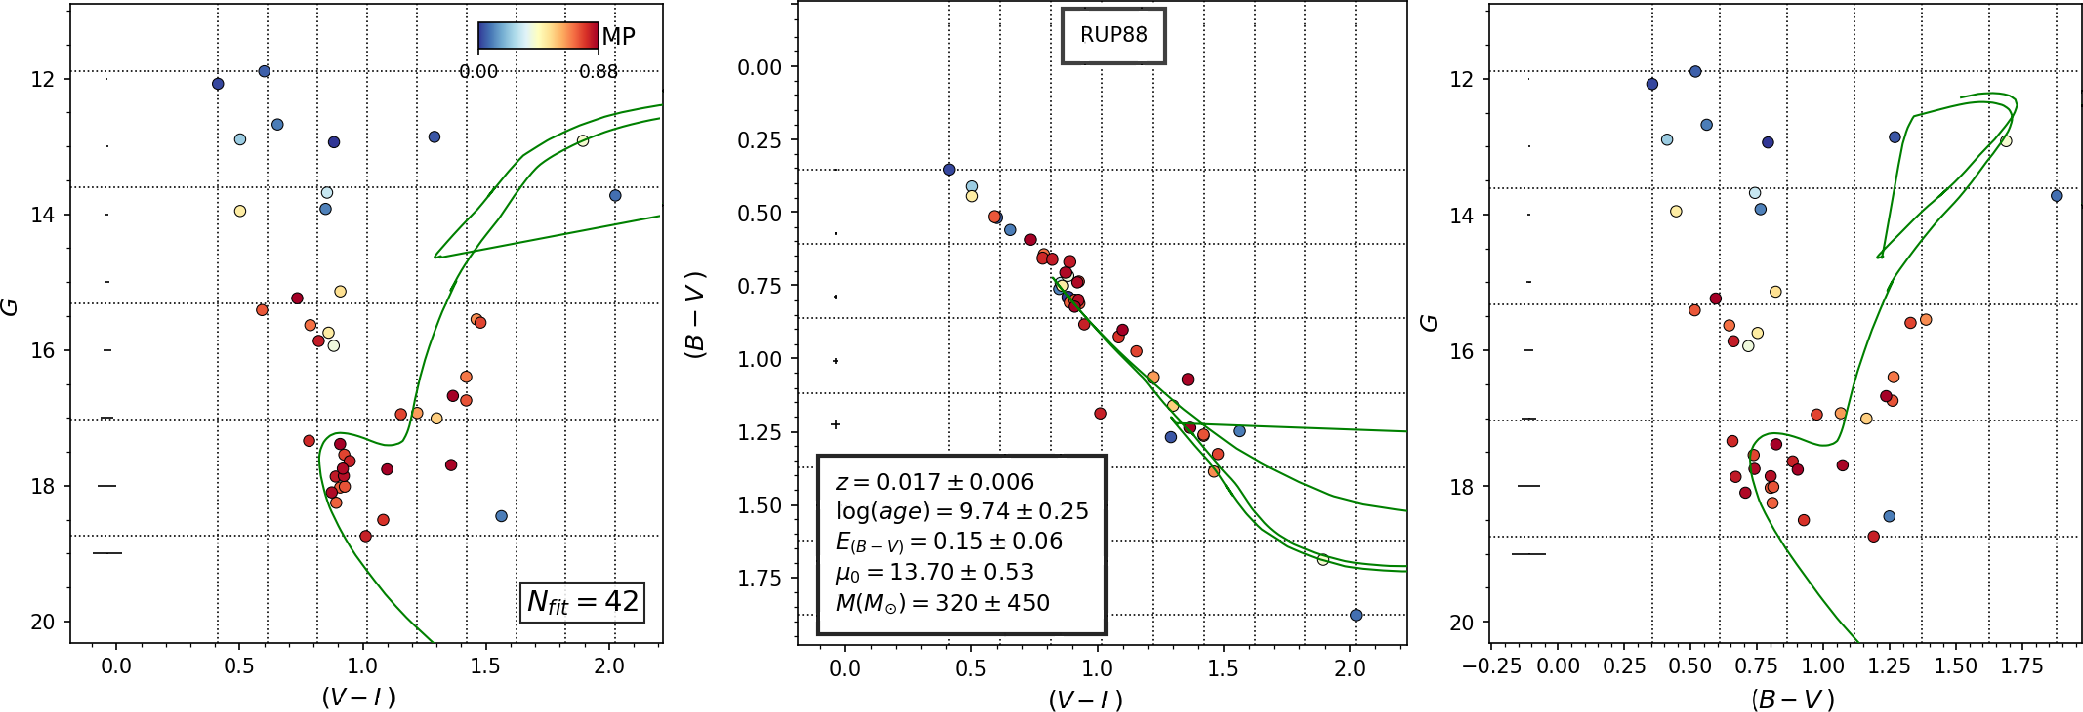 MP
0.00 0.88
12
14
16
18
20
G
N_fit = 42
0.0 0.5 1.0 1.5 2.0
(V − I)
RUP88
0.00
0.25
0.50
0.75
1.00
1.25
1.50
1.75
(B − V)
z = 0.017 ± 0.006
log(age) = 9.74 ± 0.25
E_(B−V) = 0.15 ± 0.06
μ₀ = 13.70 ± 0.53
M(M_⊙) = 320 ± 450
0.0 0.5 1.0 1.5 2.0
(V − I)
12
14
16
18
20
G
−0.25 0.00 0.25 0.50 0.75 1.00 1.25 1.50 1.75
(B − V)